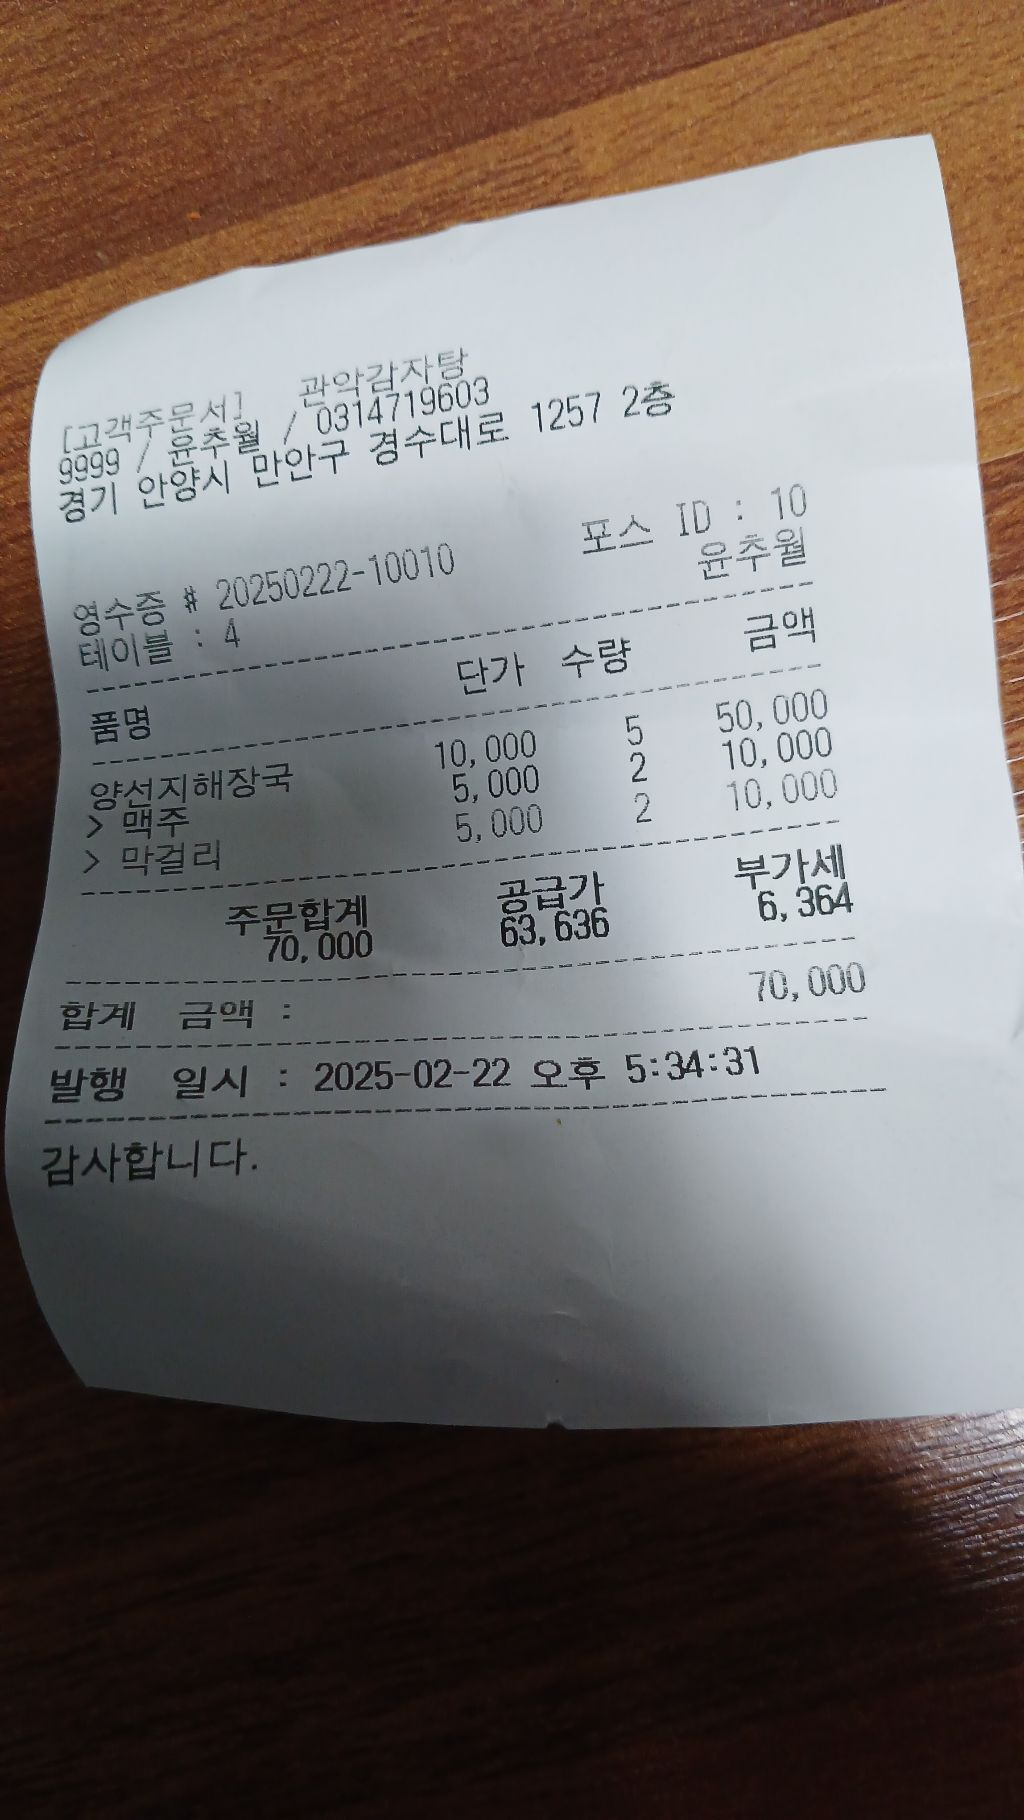 [고객주문서] 관악감자탕
9999 / 윤추월 / 0314719603
경기 안양시 만안구 경수대로 1257 2층
포스 ID : 10
영수증 # 20250222-10010 윤추월
테이블 : 4
품명 단가 수량 금액
양선지해장국 10,000 5 50,000
> 맥주 5,000 2 10,000
> 막걸리 5,000 2 10,000
주문합계 공급가 부가세
70,000 63,636 6,364
합계 금액 : 70,000
발행 일시 : 2025-02-22 오후 5:34:31
감사합니다.